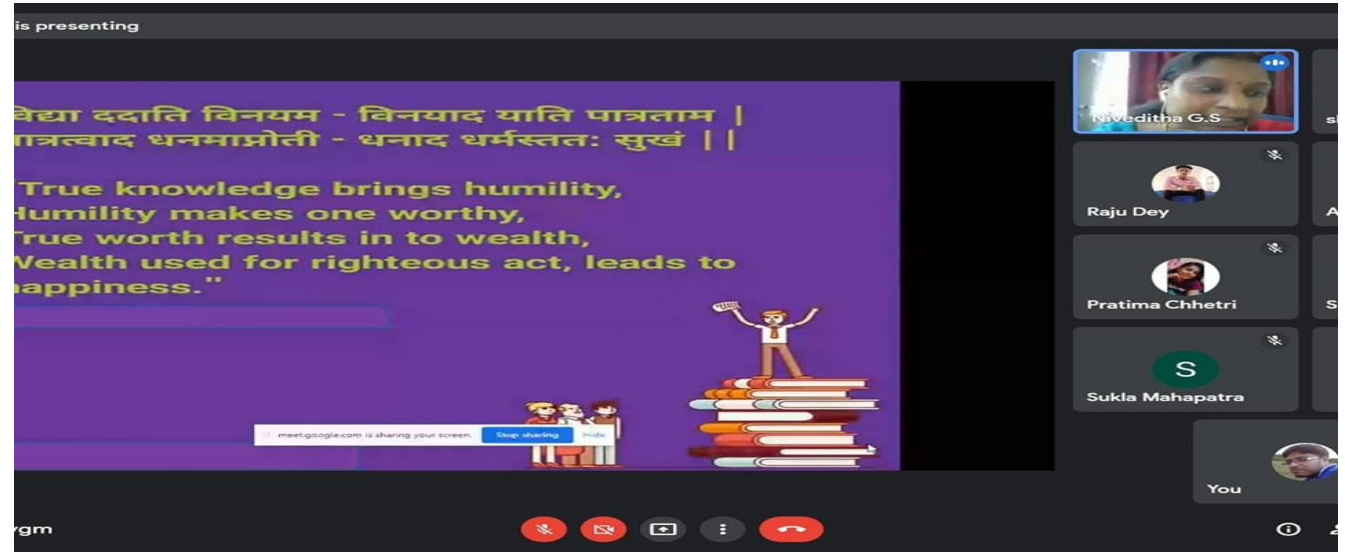 is presenting
विद्या ददाति विनयम - विनयाद याति पात्रताम |
पात्रत्वाद धनमाप्नोती - धनाद धर्मस्ततः सुखं ||
"True knowledge brings humility,
Humility makes one worthy,
True worth results in to wealth,
Wealth used for righteous act, leads to
happiness."
meet.google.com is sharing your screen.
Stop sharing
Hide
Niveditha G.S
Raju Dey
Pratima Chhetri
S
Sukla Mahapatra
You